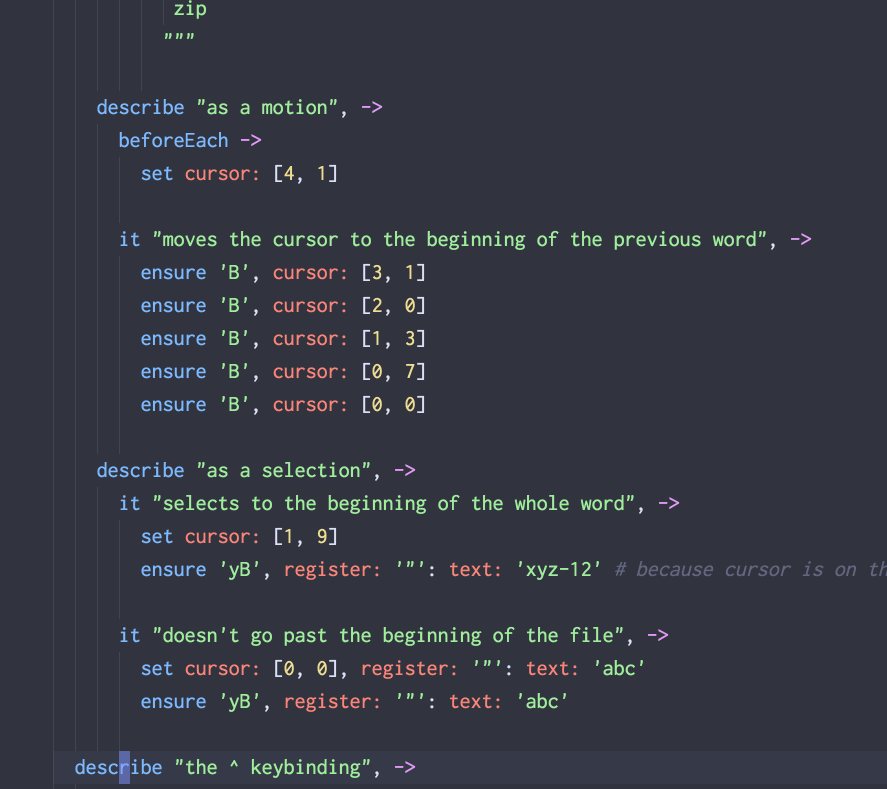 zip
"""
describe "as a motion", ->
beforeEach ->
set cursor: [4, 1]
it "moves the cursor to the beginning of the previous word", ->
ensure 'B', cursor: [3, 1]
ensure 'B', cursor: [2, 0]
ensure 'B', cursor: [1, 3]
ensure 'B', cursor: [0, 7]
ensure 'B', cursor: [0, 0]
describe "as a selection", ->
it "selects to the beginning of the whole word", ->
set cursor: [1, 9]
ensure 'yB', register: '"': text: 'xyz-12' # because cursor is on th
it "doesn't go past the beginning of the file", ->
set cursor: [0, 0], register: '"': text: 'abc'
ensure 'yB', register: '"': text: 'abc'
describe "the ^ keybinding", ->